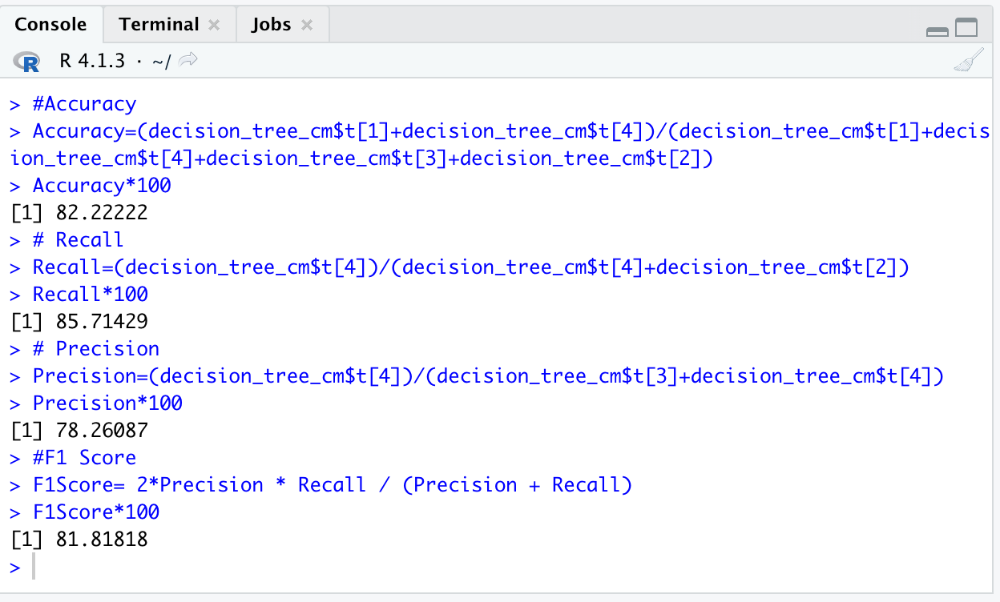 Console Terminal Jobs
R R 4.1.3 · ~/
> #Accuracy
> Accuracy=(decision_tree_cm$t[1]+decision_tree_cm$t[4])/(decision_tree_cm$t[1]+decis
ion_tree_cm$t[4]+decision_tree_cm$t[3]+decision_tree_cm$t[2])
> Accuracy*100
[1] 82.22222
> # Recall
> Recall=(decision_tree_cm$t[4])/(decision_tree_cm$t[4]+decision_tree_cm$t[2])
> Recall*100
[1] 85.71429
> # Precision
> Precision=(decision_tree_cm$t[4])/(decision_tree_cm$t[3]+decision_tree_cm$t[4])
> Precision*100
[1] 78.26087
> #F1 Score
> F1Score= 2*Precision * Recall / (Precision + Recall)
> F1Score*100
[1] 81.81818
>